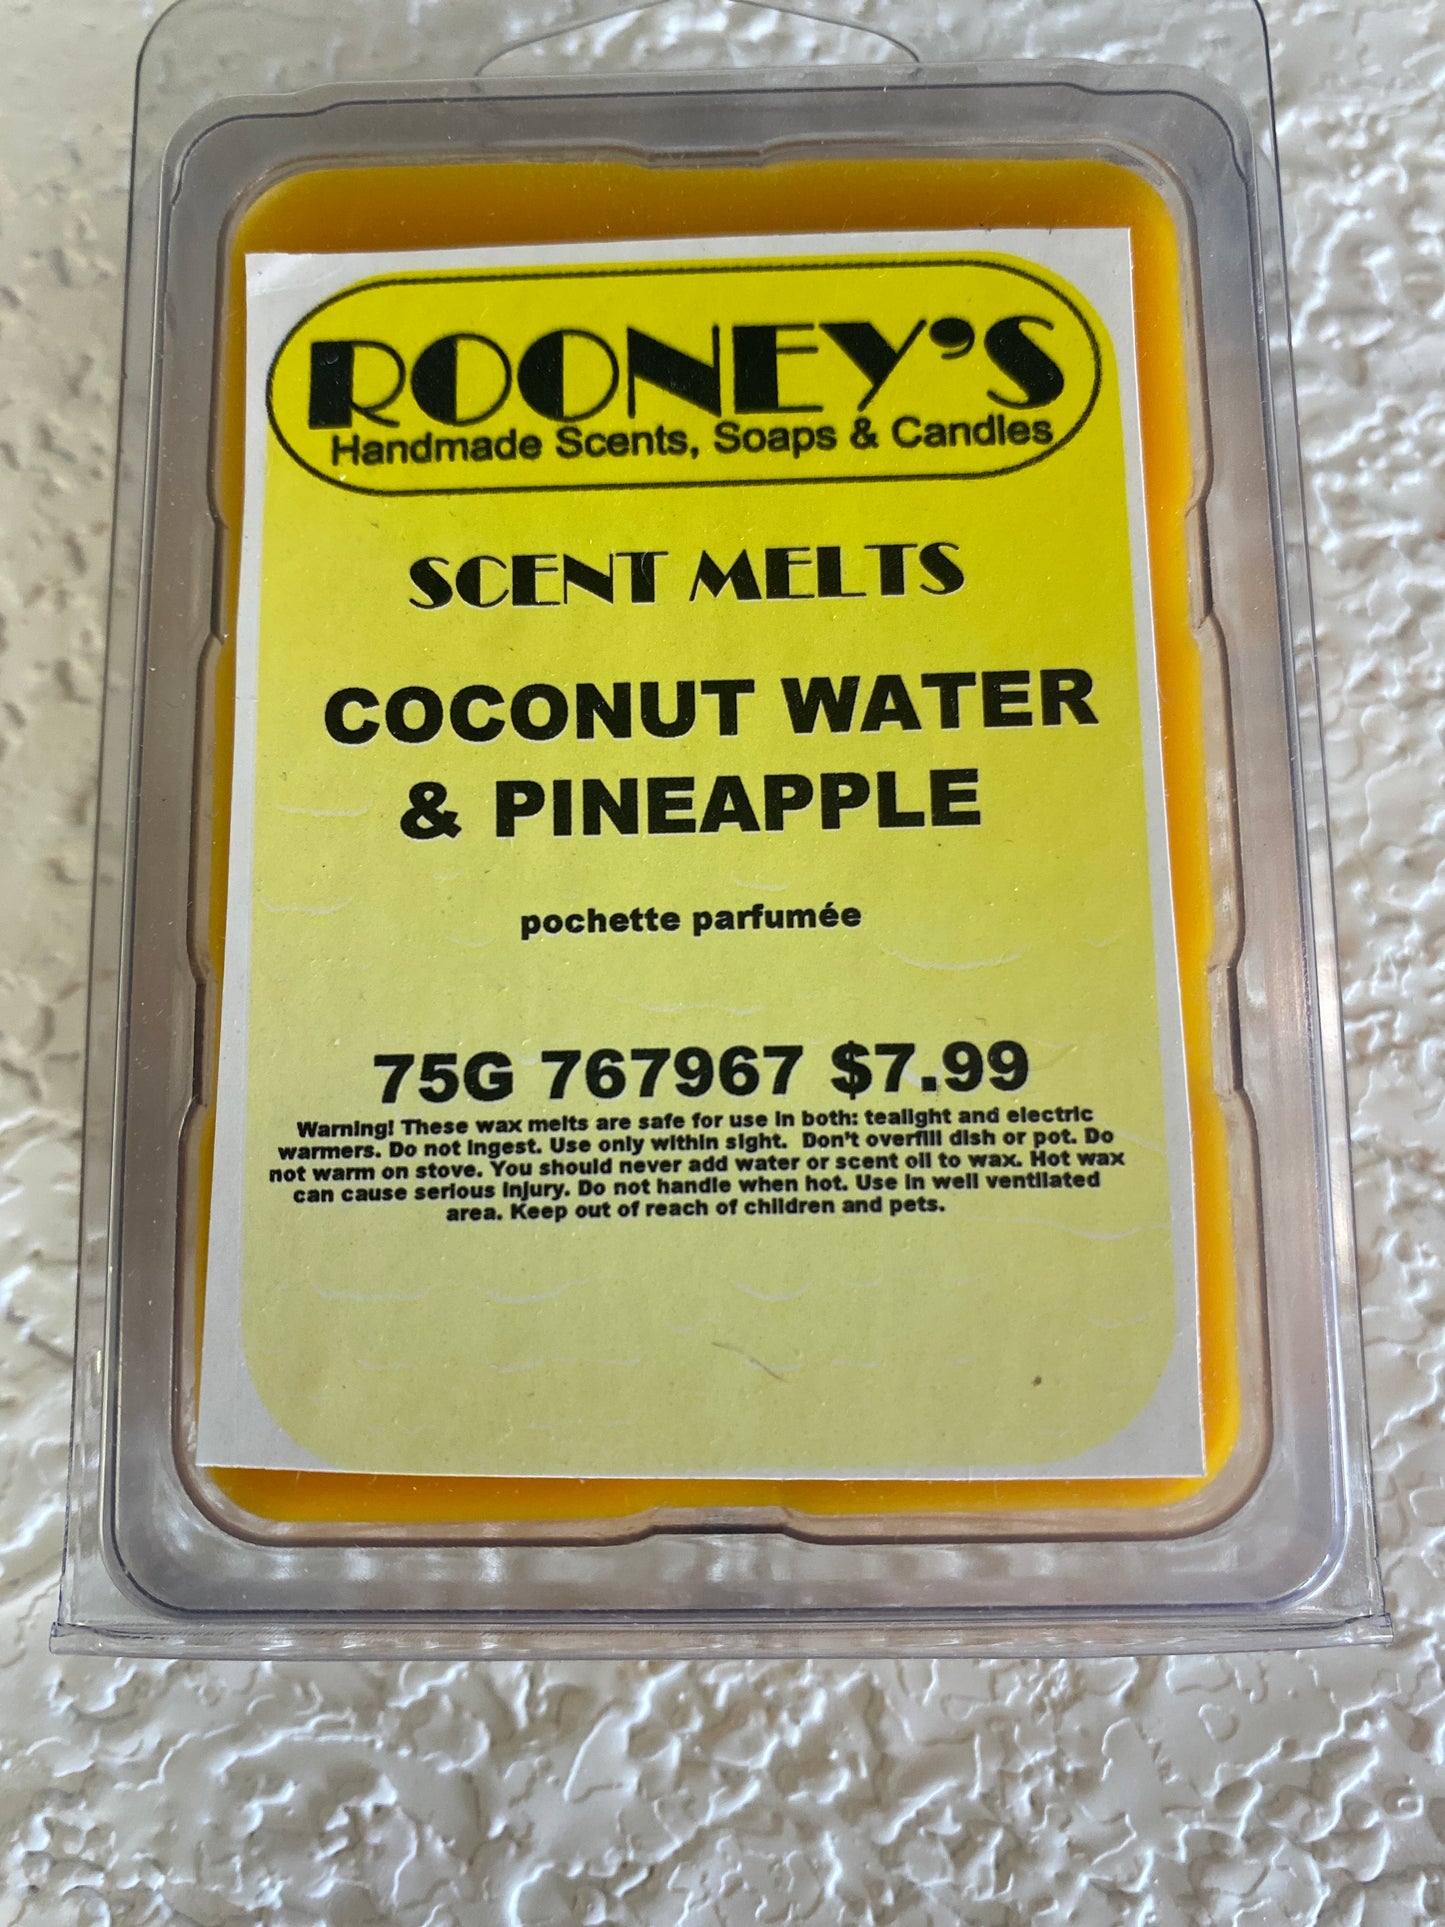 ROONEY'S
Handmade Scents, Soaps & Candles
SCENT MELTS
COCONUT WATER
& PINEAPPLE
pochette parfumée
75G 767967 $7.99
Warning! These wax melts are safe for use in both: tealight and electric
warmers. Do not ingest. Use only within sight. Don't overfill dish or pot. Do
not warm on stove. You should never add water or scent oil to wax. Hot wax
can cause serious injury. Do not handle when hot. Use in well ventilated
area. Keep out of reach of children and pets.